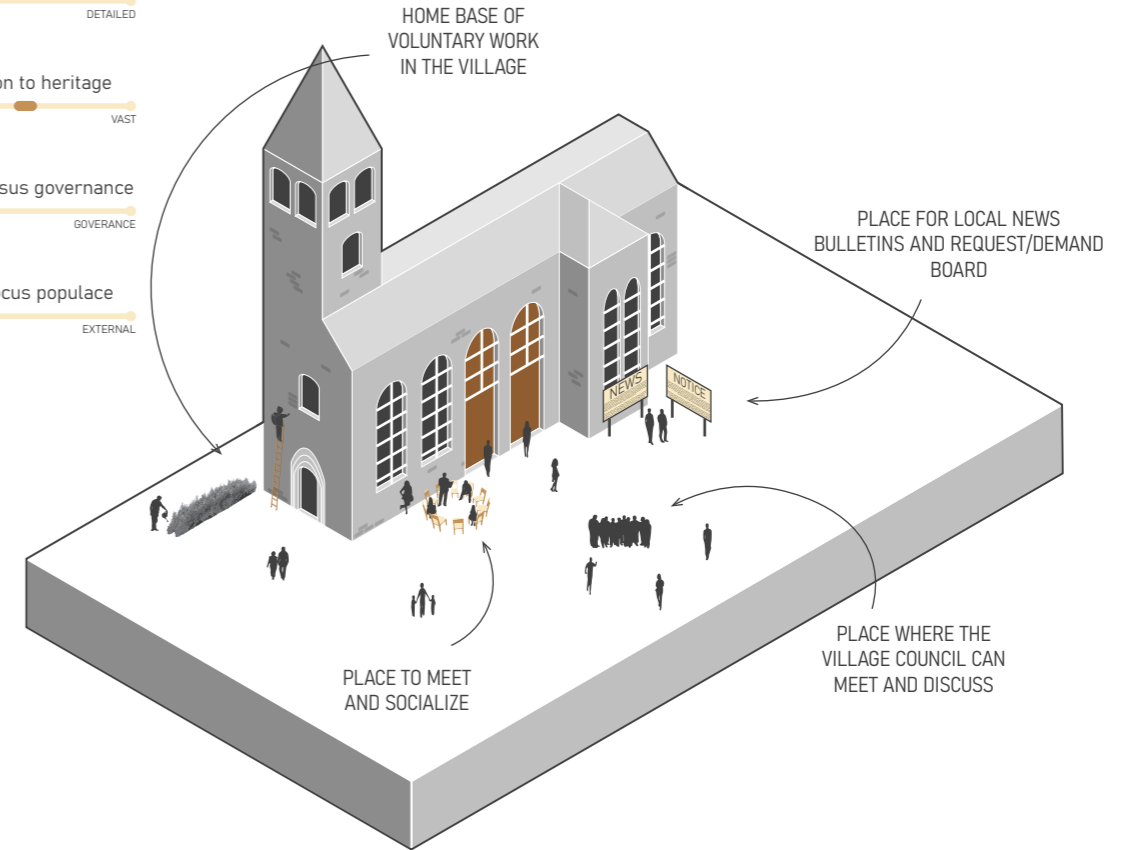 DETAILED
on to heritage
VAST
sus governance
GOVERANCE
ocus populace
EXTERNAL
HOME BASE OF
VOLUNTARY WORK
IN THE VILLAGE
PLACE FOR LOCAL NEWS
BULLETINS AND REQUEST/DEMAND
BOARD
NEWS
NOTICE
PLACE TO MEET
AND SOCIALIZE
PLACE WHERE THE
VILLAGE COUNCIL CAN
MEET AND DISCUSS